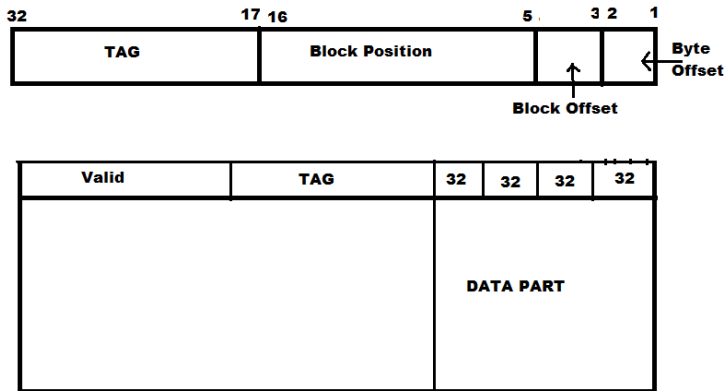 32 17 16 5 3 2 1
TAG Block Position Byte
Offset
Block Offset
Valid TAG 32 32 32 32
DATA PART